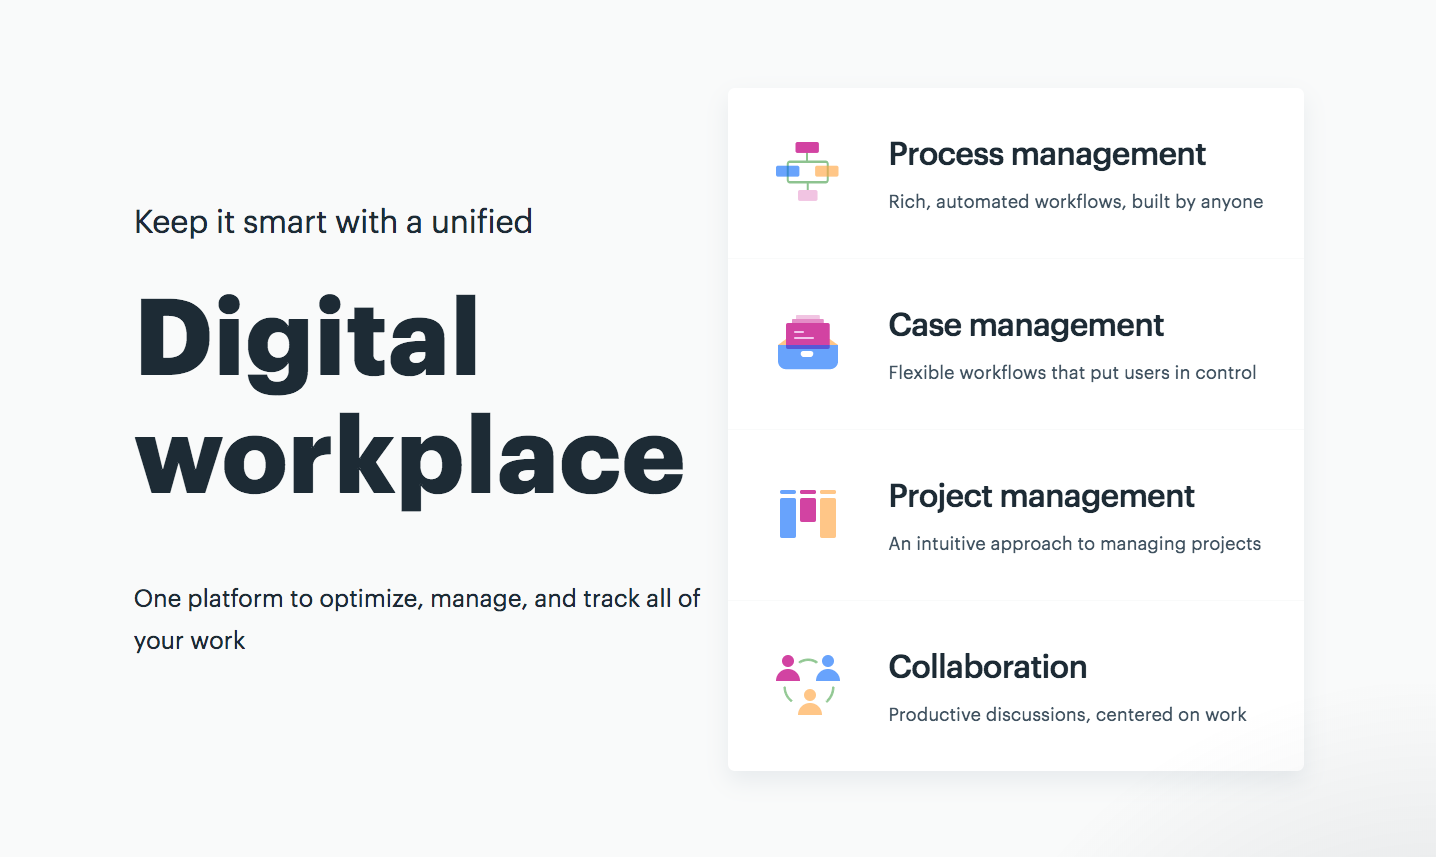 Keep it smart with a unified
Digital
workplace
One platform to optimize, manage, and track all of
your work
Process management
Rich, automated workflows, built by anyone
Case management
Flexible workflows that put users in control
Project management
An intuitive approach to managing projects
Collaboration
Productive discussions, centered on work